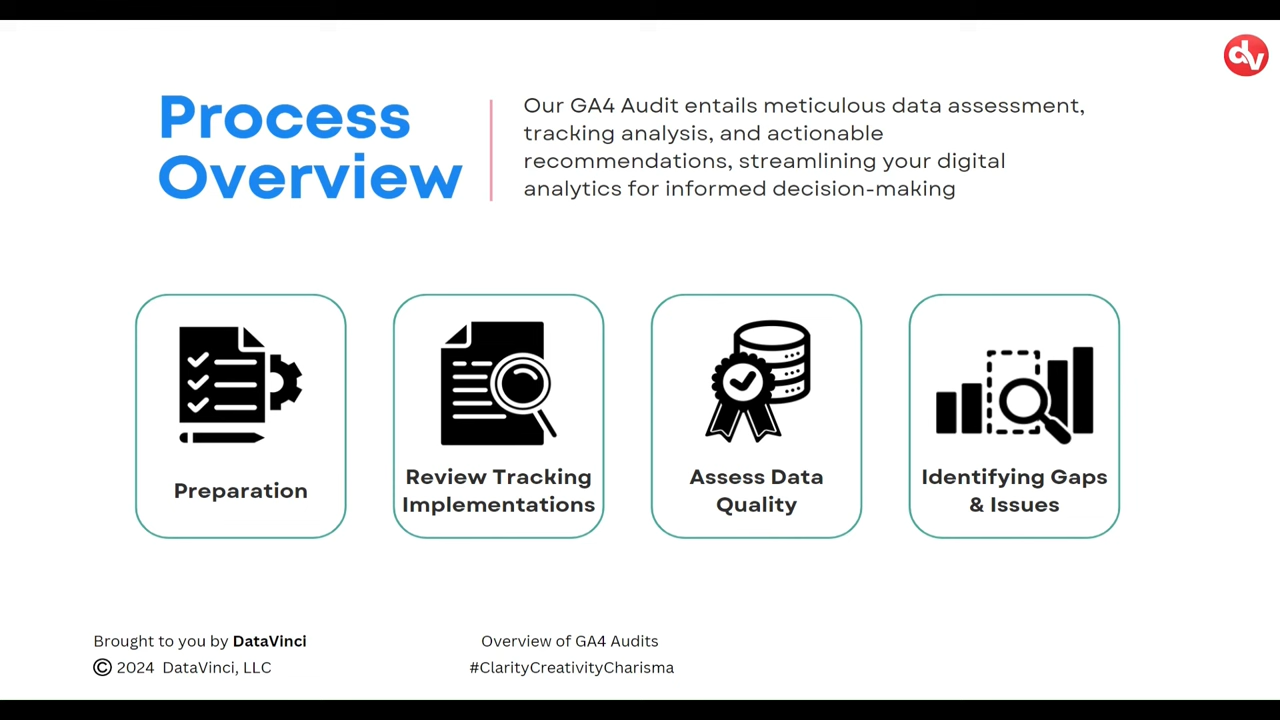 dv
Process
Overview
Our GA4 Audit entails meticulous data assessment,
tracking analysis, and actionable
recommendations, streamlining your digital
analytics for informed decision-making
Preparation
Review Tracking
Implementations
Assess Data
Quality
Identifying Gaps
& Issues
Brought to you by DataVinci
© 2024 DataVinci, LLC
Overview of GA4 Audits
#ClarityCreativityCharisma